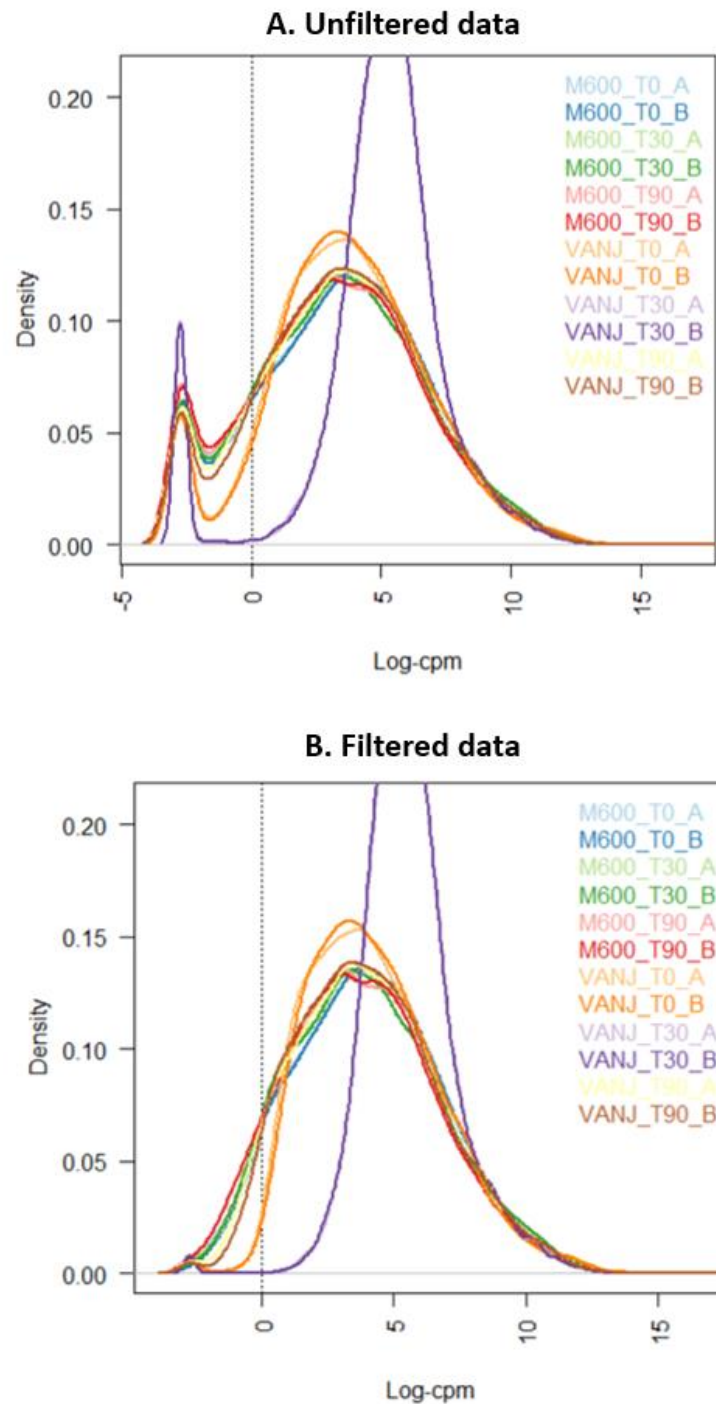 A. Unfiltered data
0.20
0.15
0.10
0.05
0.00
Density
M600_T0_A
M600_T0_B
M600_T30_A
M600_T30_B
M600_T90_A
M600_T90_B
VANJ_T0_A
VANJ_T0_B
VANJ_T30_A
VANJ_T30_B
VANJ_T90_A
VANJ_T90_B
-5
0
5
10
15
Log-cpm
B. Filtered data
0.20
0.15
0.10
0.05
0.00
Density
M600_T0_A
M600_T0_B
M600_T30_A
M600_T30_B
M600_T90_A
M600_T90_B
VANJ_T0_A
VANJ_T0_B
VANJ_T30_A
VANJ_T30_B
VANJ_T90_A
VANJ_T90_B
0
5
10
15
Log-cpm